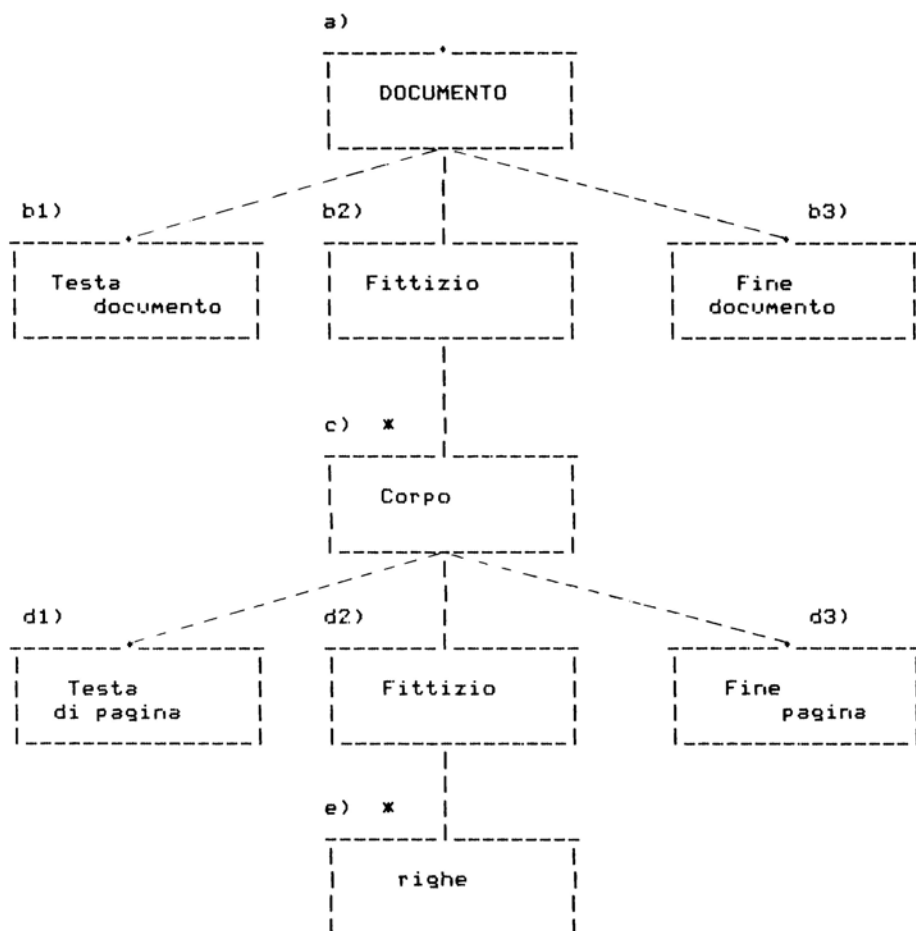 a)
DOCUMENTO
b1) b2) b3)
Testa Fittizio Fine
documento documento
c) *
Corpo
d1) d2) d3)
Testa Fittizio Fine
di pagina pagina
e) *
righe